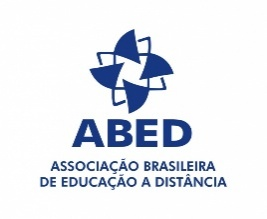 ABED
ASSOCIAÇÃO BRASILEIRA
DE EDUCAÇÃO A DISTÂNCIA